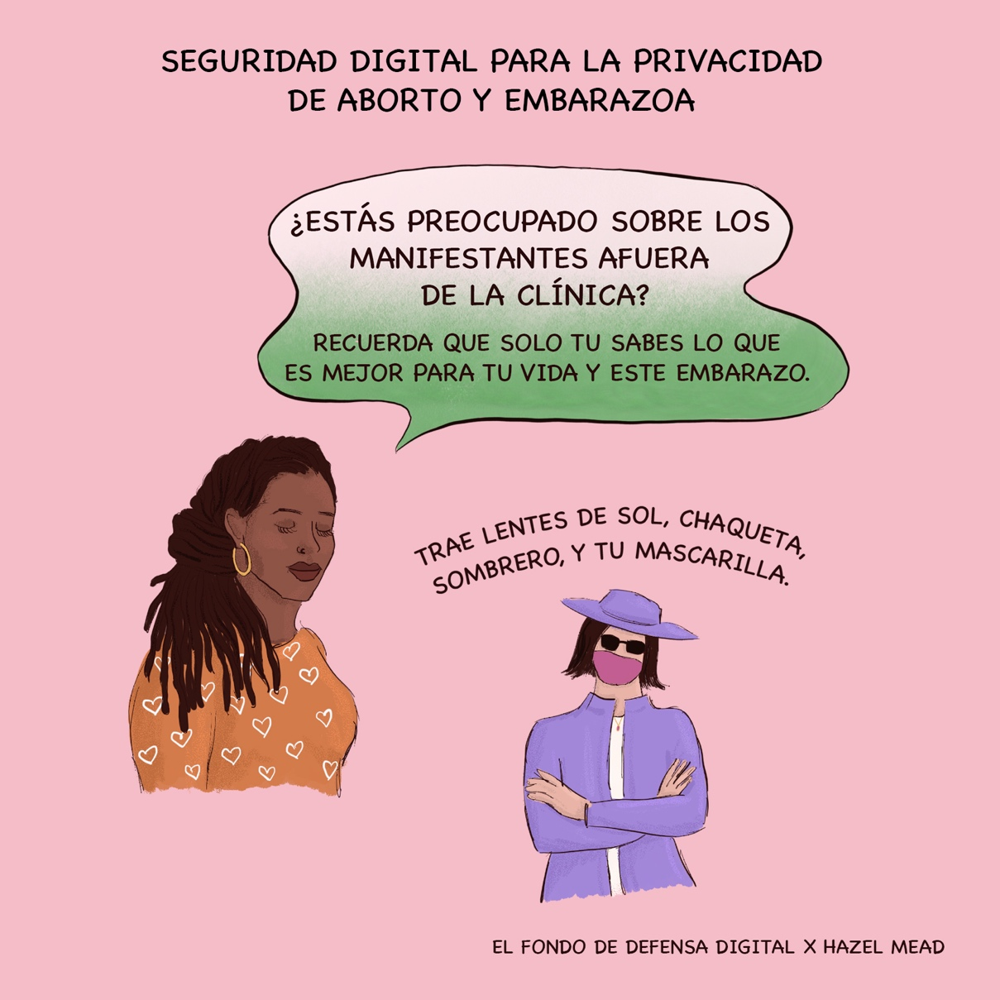 SEGURIDAD DIGITAL PARA LA PRIVACIDAD
DE ABORTO Y EMBARAZOA
¿ESTÁS PREOCUPADO SOBRE LOS
MANIFESTANTES AFUERA
DE LA CLÍNICA?
RECUERDA QUE SOLO TU SABES LO QUE
ES MEJOR PARA TU VIDA Y ESTE EMBARAZO.
TRAE LENTES DE SOL, CHAQUETA,
SOMBRERO, Y TU MASCARILLA.
EL FONDO DE DEFENSA DIGITAL X HAZEL MEAD